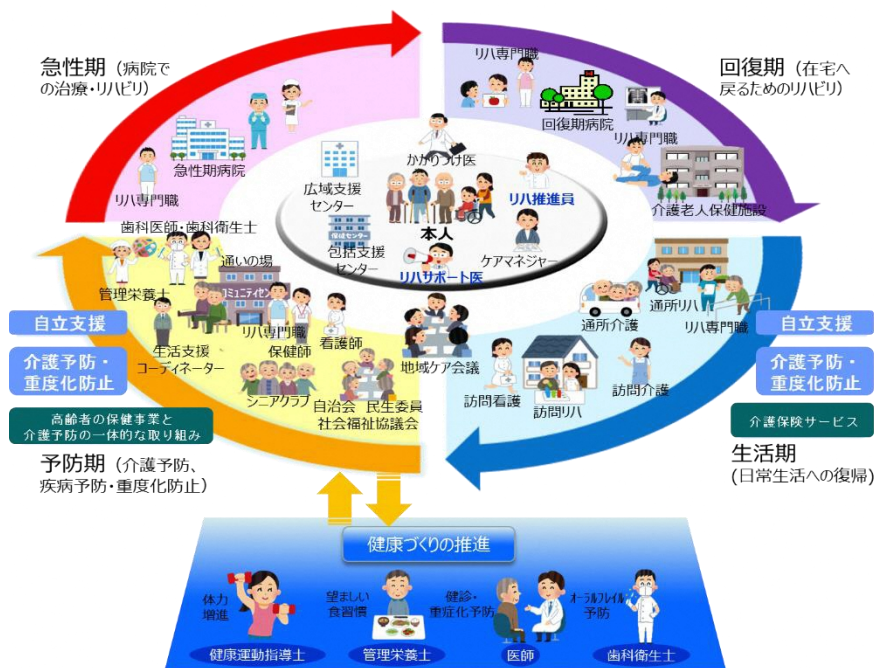 急性期（病院で
の治療・リハビリ）
急性期病院
リハ専門職
回復期（在宅へ
戻るためのリハビリ）
リハ専門職
回復期病院
リハ専門職
介護老人保健施設
かかりつけ医
広域支援
センター
リハ推進員
本人
保健センター
包括支援
センター
リハサポート医
ケアマネジャー
歯科医師・歯科衛生士
管理栄養士
通いの場
コミュニティセンター
リハ専門職
保健師
看護師
生活支援
コーディネーター
シニアクラブ
自治会　民生委員
社会福祉協議会
地域ケア会議
通所リハ
通所介護
リハ専門職
訪問看護
訪問リハ
訪問介護
自立支援
介護予防・
重度化防止
高齢者の保健事業と
介護予防の一体的な取り組み
予防期（介護予防、
疾病予防・重度化防止）
自立支援
介護予防・
重度化防止
介護保険サービス
生活期
(日常生活への復帰)
健康づくりの推進
体力
増進
健康運動指導士
望ましい
食習慣
管理栄養士
健診・
重症化予防
医師
オーラルフレイル
予防
歯科衛生士